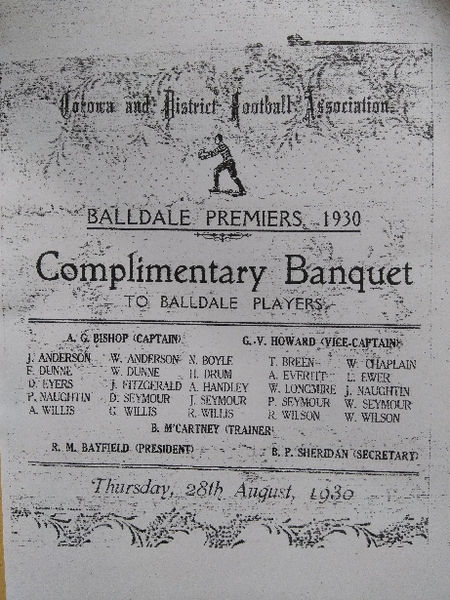 Corowa and District Football Association
BALLDALE PREMIERS, 1930
Complimentary Banquet
TO BALLDALE PLAYERS
A. G. BISHOP (CAPTAIN) G. V. HOWARD (VICE-CAPTAIN)
J. ANDERSON W. ANDERSON N. BOYLE T. BREEN W. CHAPLAIN
F. DUNNE W. DUNNE H. DRUM A. EVERITT L. EWER
D. EYERS J. FITZGERALD A. HANDLEY W. LONGMIRE J. NAUGHTIN
P. NAUGHTIN D. SEYMOUR J. SEYMOUR P. SEYMOUR W. SEYMOUR
A. WILLIS G. WILLIS R. WILLIS R. WILSON W. WILSON
B. M'CARTNEY (TRAINER)
R. M. BAYFIELD (PRESIDENT) B. P. SHERIDAN (SECRETARY)
Thursday, 28th August, 1930